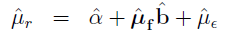 μ̂_r = α̂ + μ̂_f b̂ + μ̂_ϵ